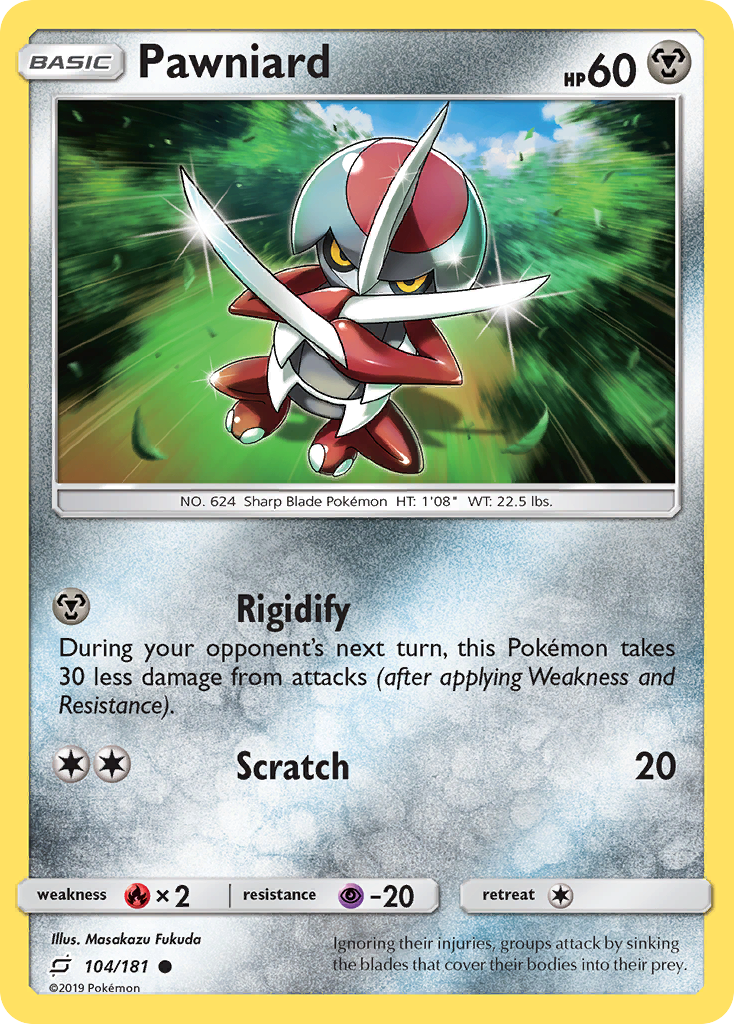 BASIC Pawniard HP60
NO. 624 Sharp Blade Pokémon HT: 1'08" WT: 22.5 lbs.
Rigidify
During your opponent's next turn, this Pokémon takes
30 less damage from attacks (after applying Weakness and
Resistance).
Scratch 20
weakness ×2 resistance -20 retreat
Illus. Masakazu Fukuda
104/181
©2019 Pokémon
Ignoring their injuries, groups attack by sinking
the blades that cover their bodies into their prey.